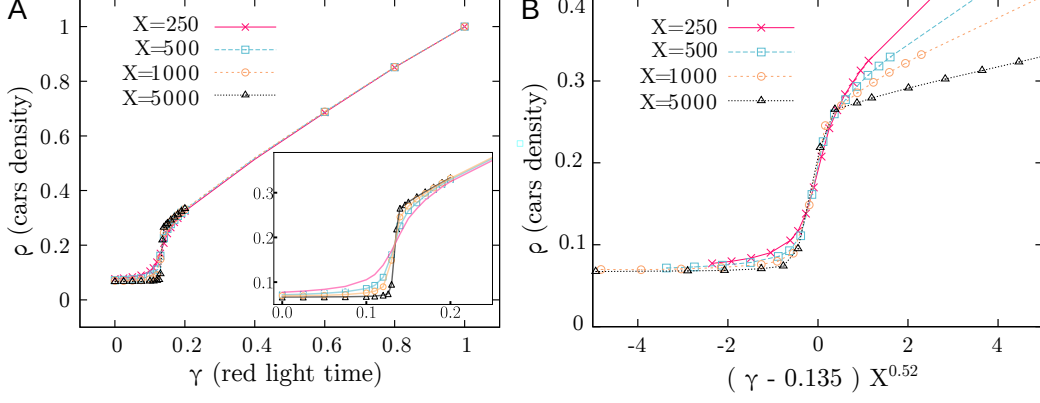 A
X=250
X=500
X=1000
X=5000
1
0.8
0.6
0.4
0.2
0
ρ (cars density)
0.3
0.2
0.2
0.1
0.0
0.1
0.2
0
0.2
0.4
0.6
0.8
1
γ (red light time)
B
X=250
X=500
X=1000
X=5000
0.4
0.3
0.2
0.1
0
ρ (cars density)
-4
-2
0
2
4
( γ - 0.135 ) X^0.52